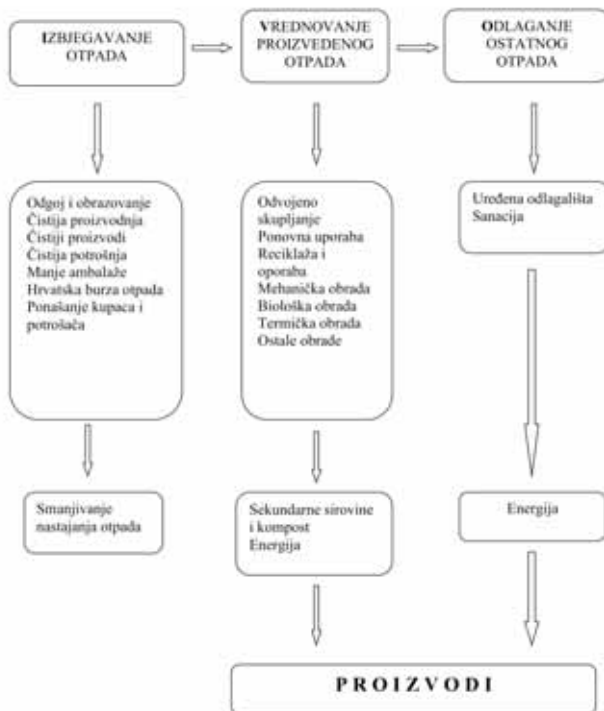 IZBJEGAVANJE
OTPADA
VREDNOVANJE
PROIZVEDENOG
OTPADA
ODLAGANJE
OSTATNOG
OTPADA
Odgoj i obrazovanje
Čistija proizvodnja
Čistiji proizvodi
Čistija potrošnja
Manje ambalaže
Hrvatska burza otpada
Ponašanje kupaca i
potrošača
Odvojeno
skupljanje
Ponovna uporaba
Reciklaža i
oporaba
Mehanička obrada
Biološka obrada
Termička obrada
Ostale obrade
Uređena odlagališta
Sanacija
Smanjivanje
nastajanja otpada
Sekundarne sirovine
i kompost
Energija
Energija
PROIZVODI